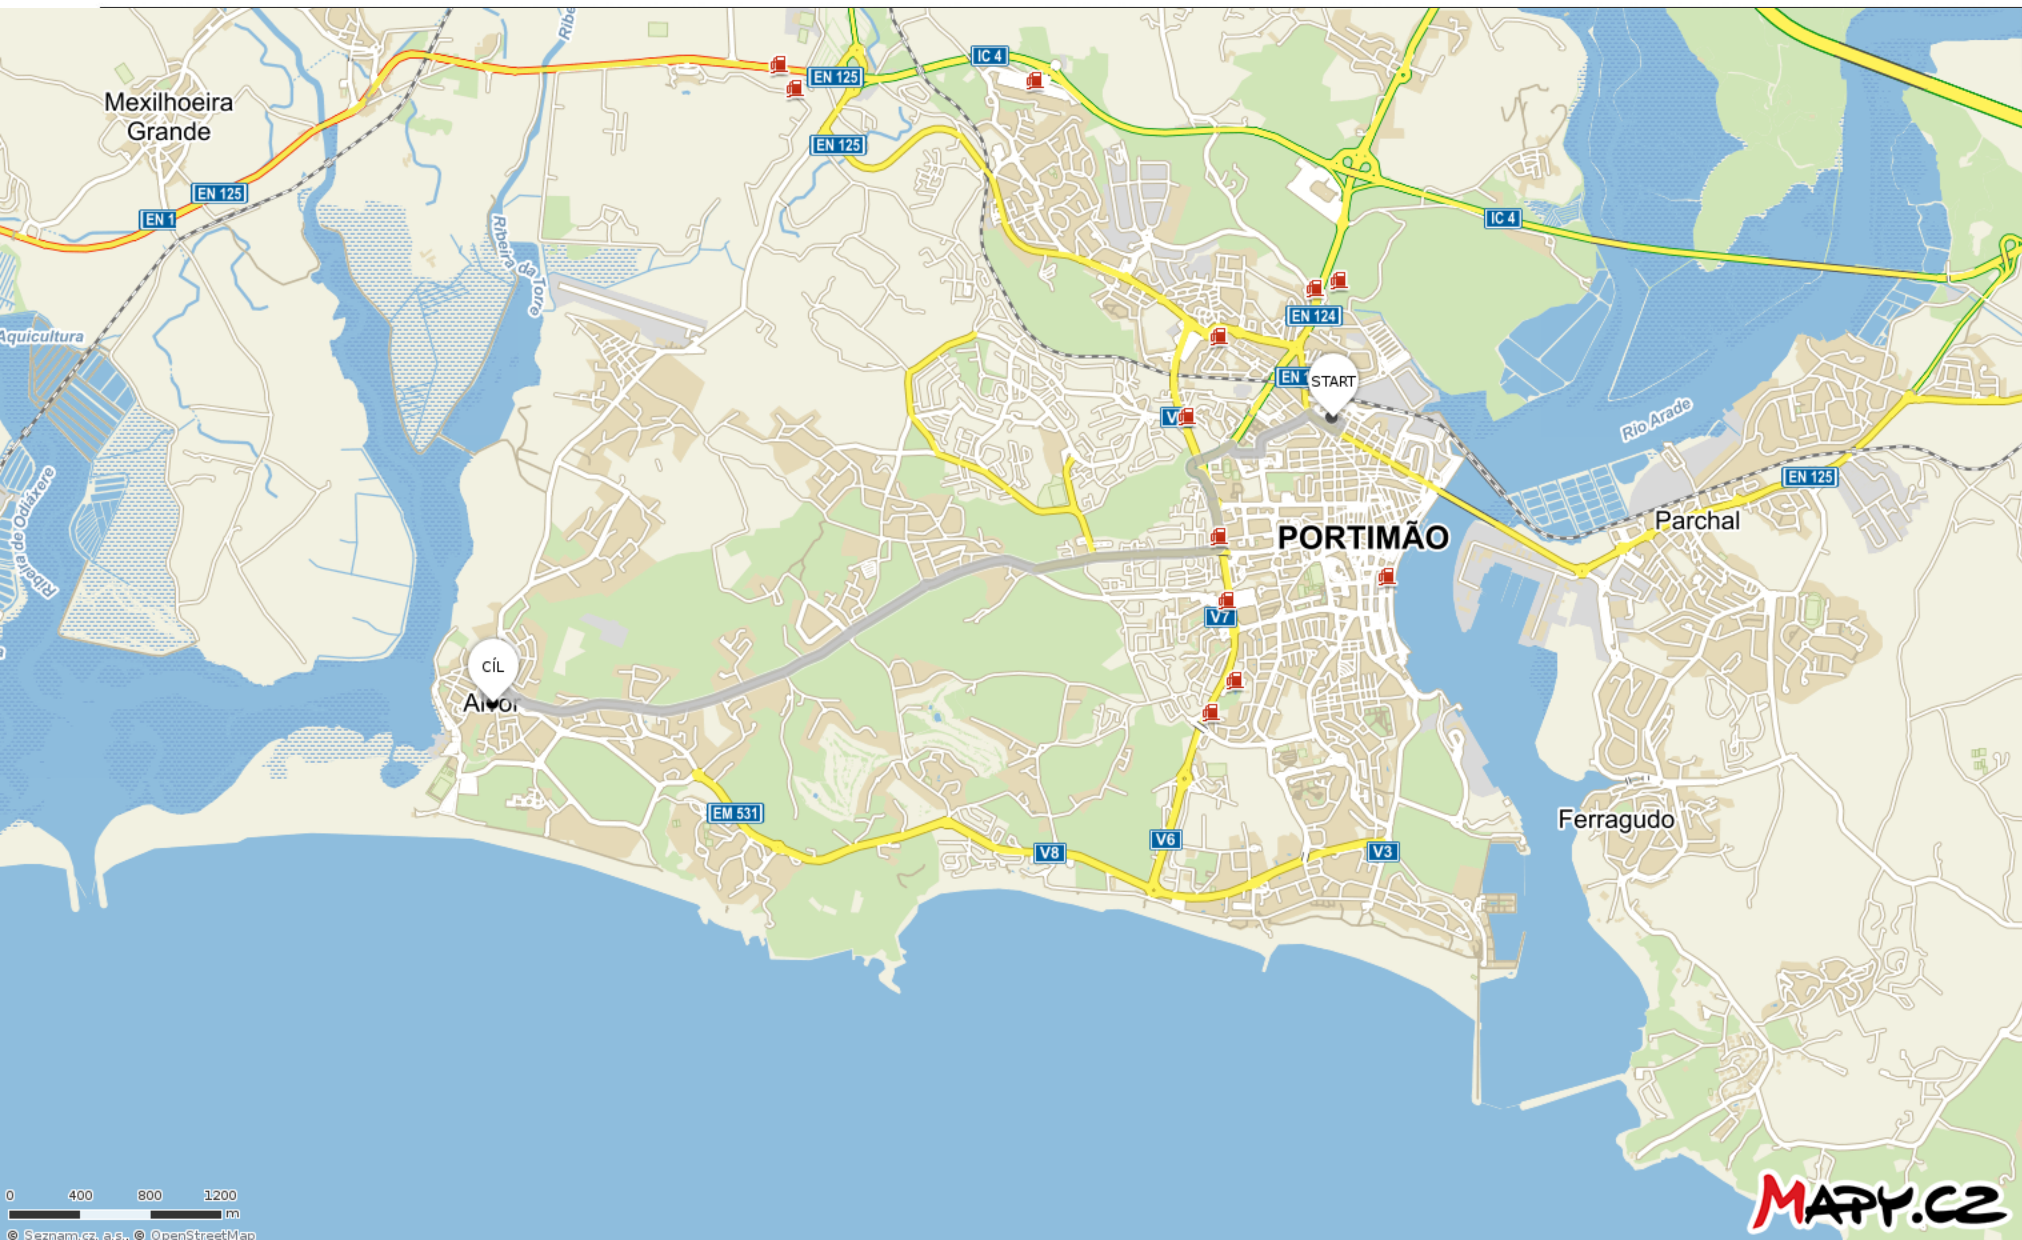 Ribe
IC 4
EN 125
Mexilhoeira
Grande
EN 125
EN 125
EN 1
IC 4
Ribeira da Torre
EN 124
Aquicultura
EN 1
START
V
Rio Arade
EN 125
Ribeira de Odiáxere
Parchal
PORTIMÃO
V7
CÍL
Alvor
EM 531
Ferragudo
V6
V8
V3
0 400 800 1200
m
MAPY.CZ
© Seznam.cz, a.s., © OpenStreetMap